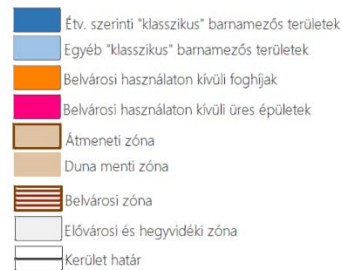 Étv. szerinti "klasszikus" barnamezős területek
Egyéb "klasszikus" barnamezős területek
Belvárosi használaton kívüli foghíjak
Belvárosi használaton kívüli üres épületek
Átmeneti zóna
Duna menti zóna
Belvárosi zóna
Elővárosi és hegyvidéki zóna
Kerület határ